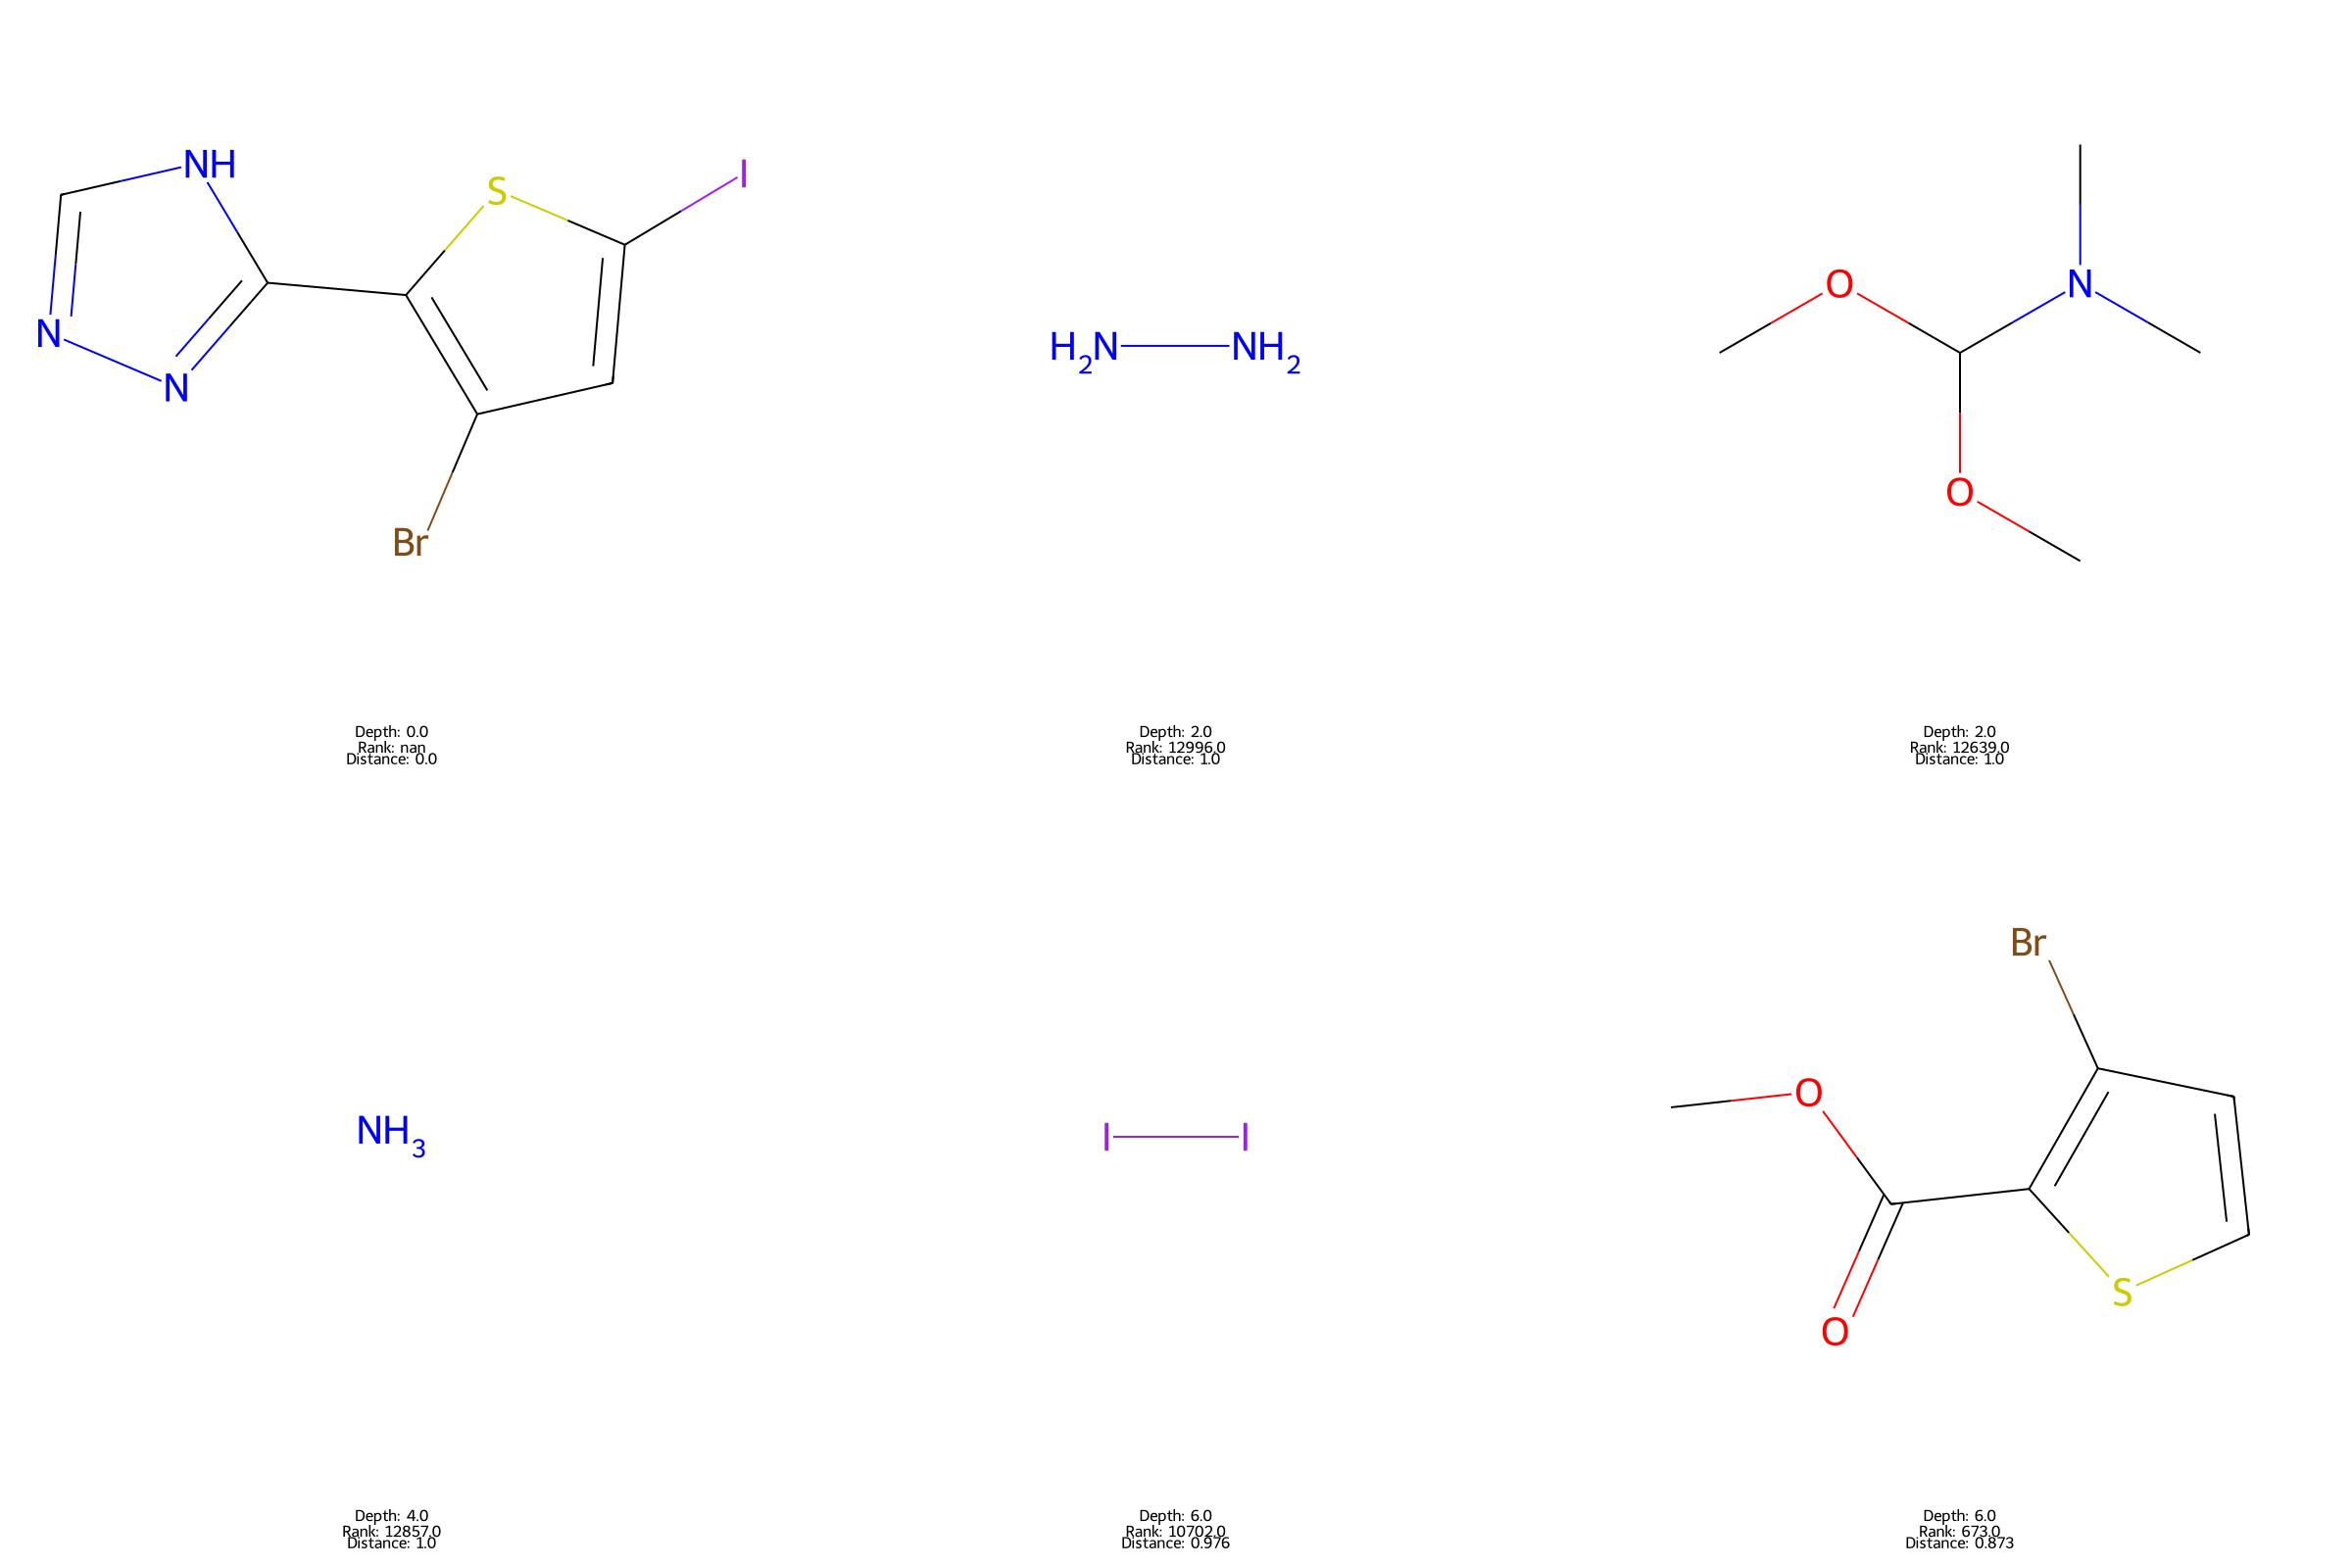 NH
S
I
N
N
Br
H2N NH2
O
N
O
Depth: 0.0
Rank: nan
Distance: 0.0
Depth: 2.0
Rank: 12996.0
Distance: 1.0
Depth: 2.0
Rank: 12639.0
Distance: 1.0
NH3
I I
Br
O
O
S
Depth: 4.0
Rank: 12857.0
Distance: 1.0
Depth: 6.0
Rank: 10702.0
Distance: 0.976
Depth: 6.0
Rank: 673.0
Distance: 0.873